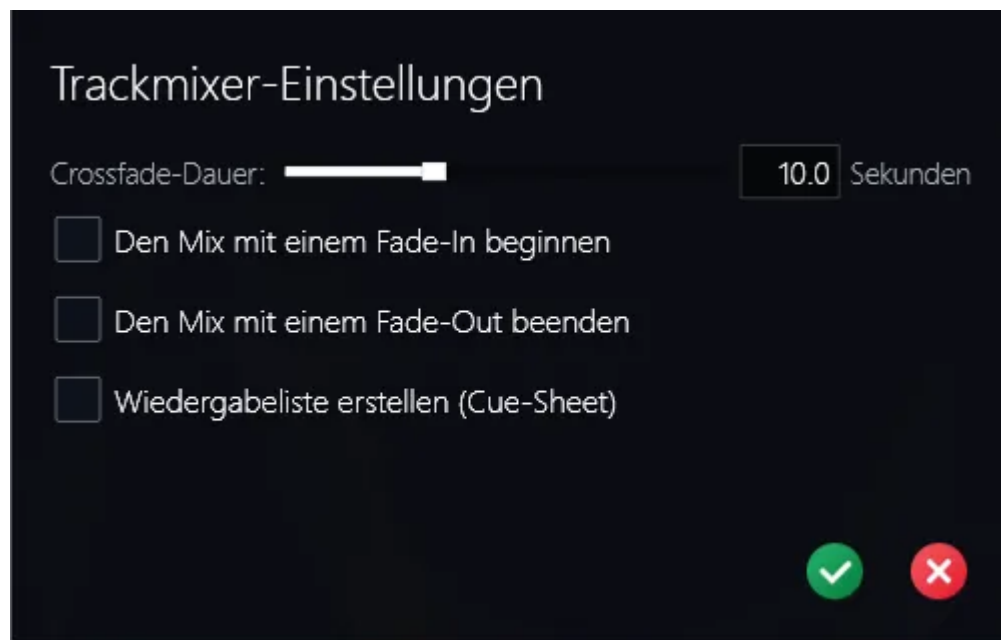 Trackmixer-Einstellungen
Crossfade-Dauer: 10.0 Sekunden
Den Mix mit einem Fade-In beginnen
Den Mix mit einem Fade-Out beenden
Wiedergabeliste erstellen (Cue-Sheet)